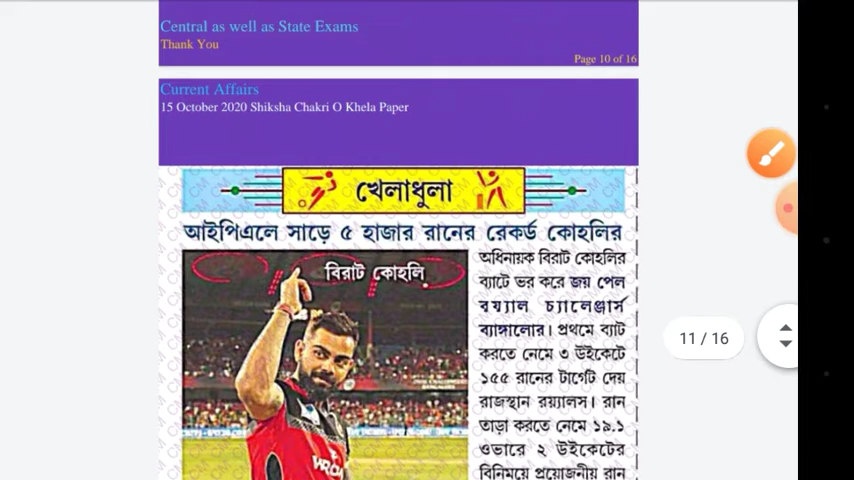 Central as well as State Exams
Thank You
Page 10 of 16
Current Affairs
15 October 2020 Shiksha Chakri O Khela Paper
খেলাধুলা
আইপিএলে সাড়ে ৫ হাজার রানের রেকর্ড কোহলির
বিরাট কোহলি
অধিনায়ক বিরাট কোহলির
ব্যাটে ভর করে জয় পেল
রয়্যাল চ্যালেঞ্জার্স
ব্যাঙ্গালোর। প্রথমে ব্যাট
করতে নেমে ৩ উইকেটে
১৫৫ রানের টার্গেট দেয়
রাজস্থান রয়্যালস। রান
তাড়া করতে নেমে ১৯.১
ওভারে ২ উইকেটের
বিনিময়ে প্রয়োজনীয় রান
11 / 16